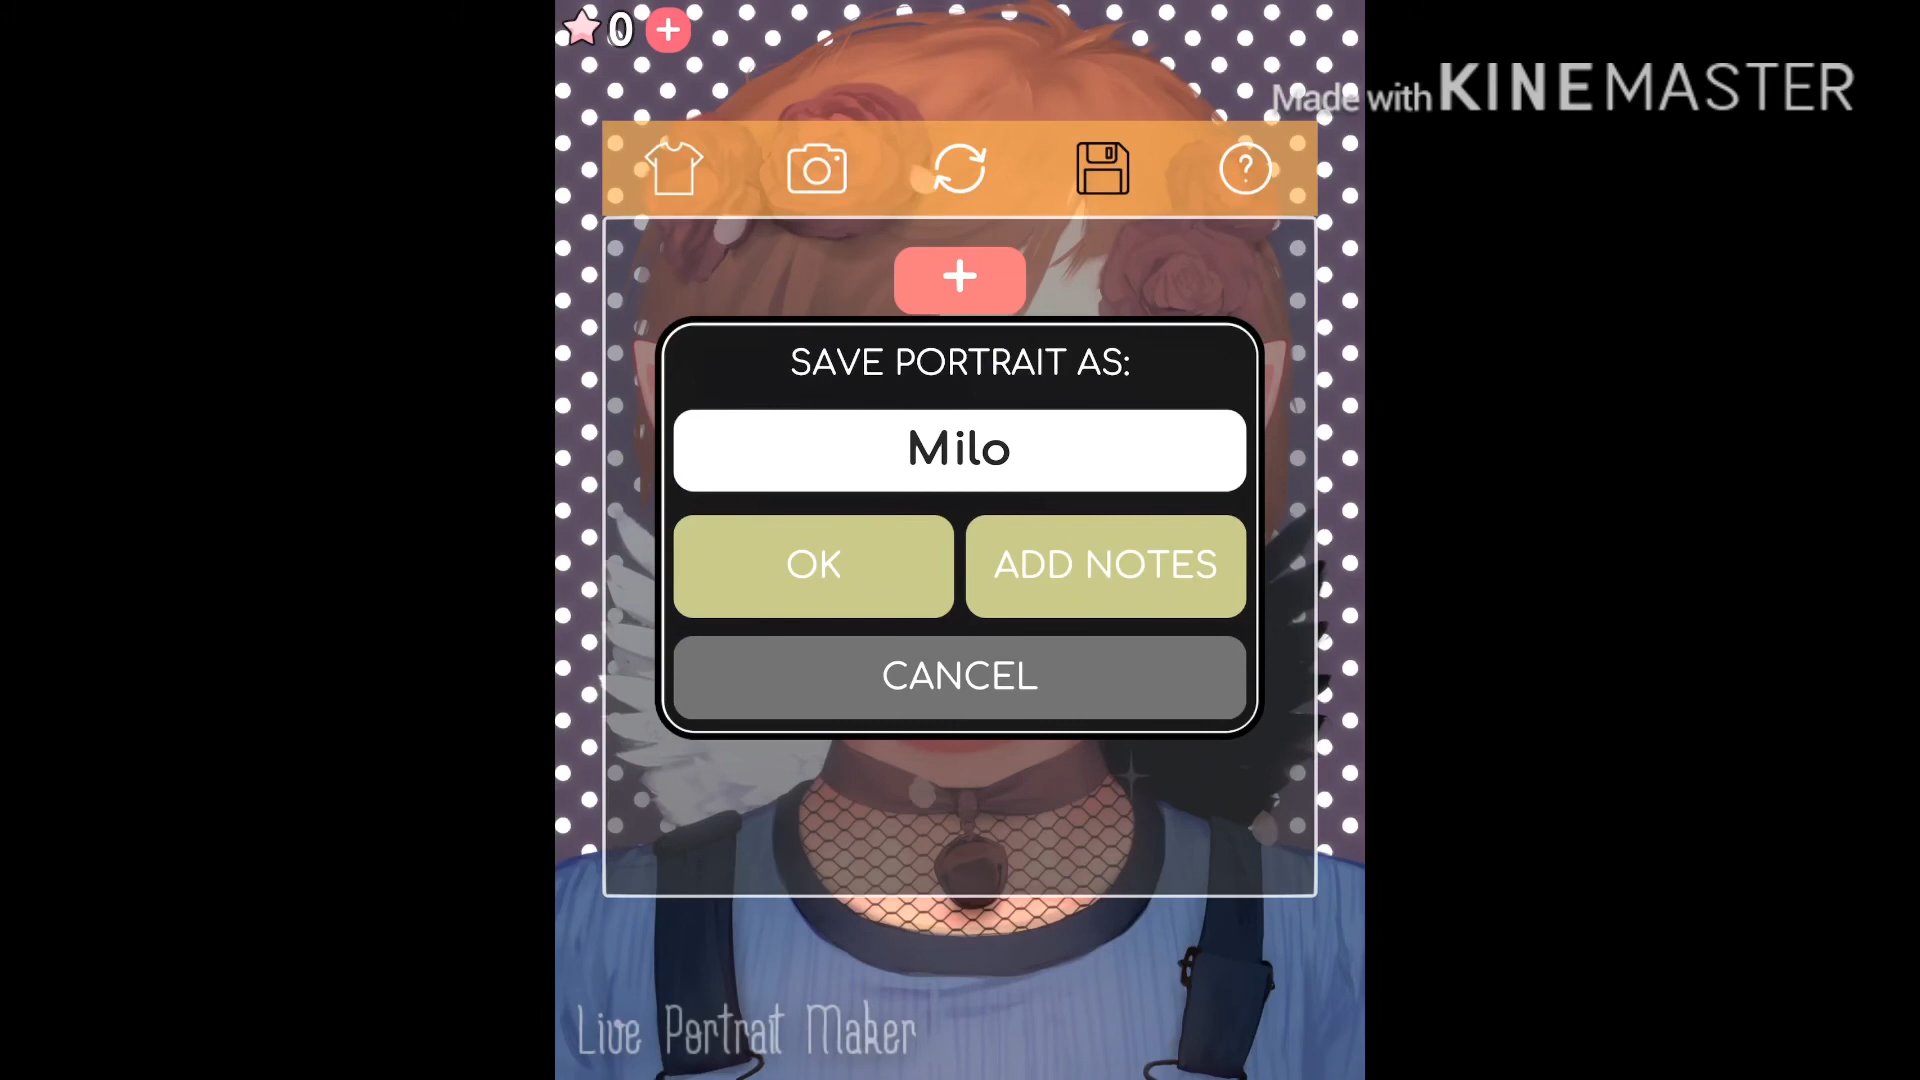 0 +
Made with KINEMASTER
?
+
SAVE PORTRAIT AS:
Milo
OK
ADD NOTES
CANCEL
Live Portrait Maker